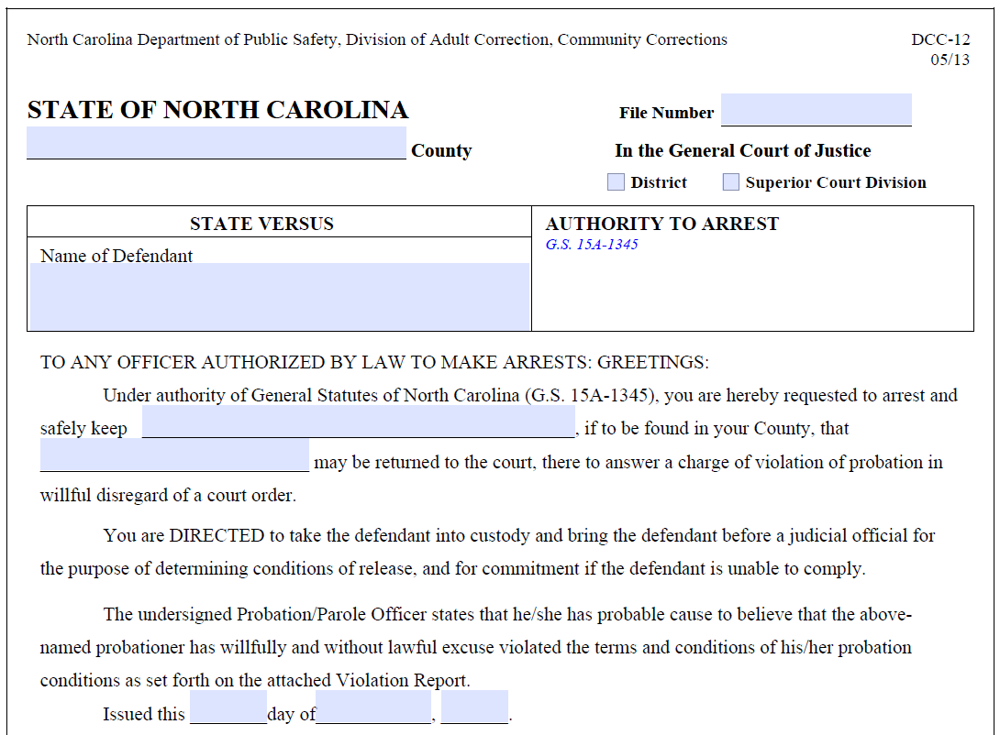 North Carolina Department of Public Safety, Division of Adult Correction, Community Corrections DCC-12
05/13
STATE OF NORTH CAROLINA File Number
County In the General Court of Justice
District Superior Court Division
STATE VERSUS AUTHORITY TO ARREST
G.S. 15A-1345
Name of Defendant
TO ANY OFFICER AUTHORIZED BY LAW TO MAKE ARRESTS: GREETINGS:
Under authority of General Statutes of North Carolina (G.S. 15A-1345), you are hereby requested to arrest and
safely keep , if to be found in your County, that
may be returned to the court, there to answer a charge of violation of probation in
willful disregard of a court order.
You are DIRECTED to take the defendant into custody and bring the defendant before a judicial official for
the purpose of determining conditions of release, and for commitment if the defendant is unable to comply.
The undersigned Probation/Parole Officer states that he/she has probable cause to believe that the above-
named probationer has willfully and without lawful excuse violated the terms and conditions of his/her probation
conditions as set forth on the attached Violation Report.
Issued this day of , .